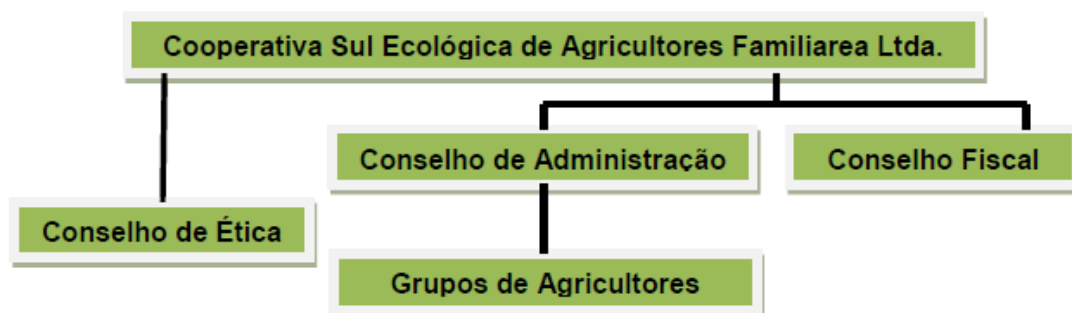 Cooperativa Sul Ecológica de Agricultores Familiarea Ltda.
Conselho de Administração
Conselho Fiscal
Conselho de Ética
Grupos de Agricultores